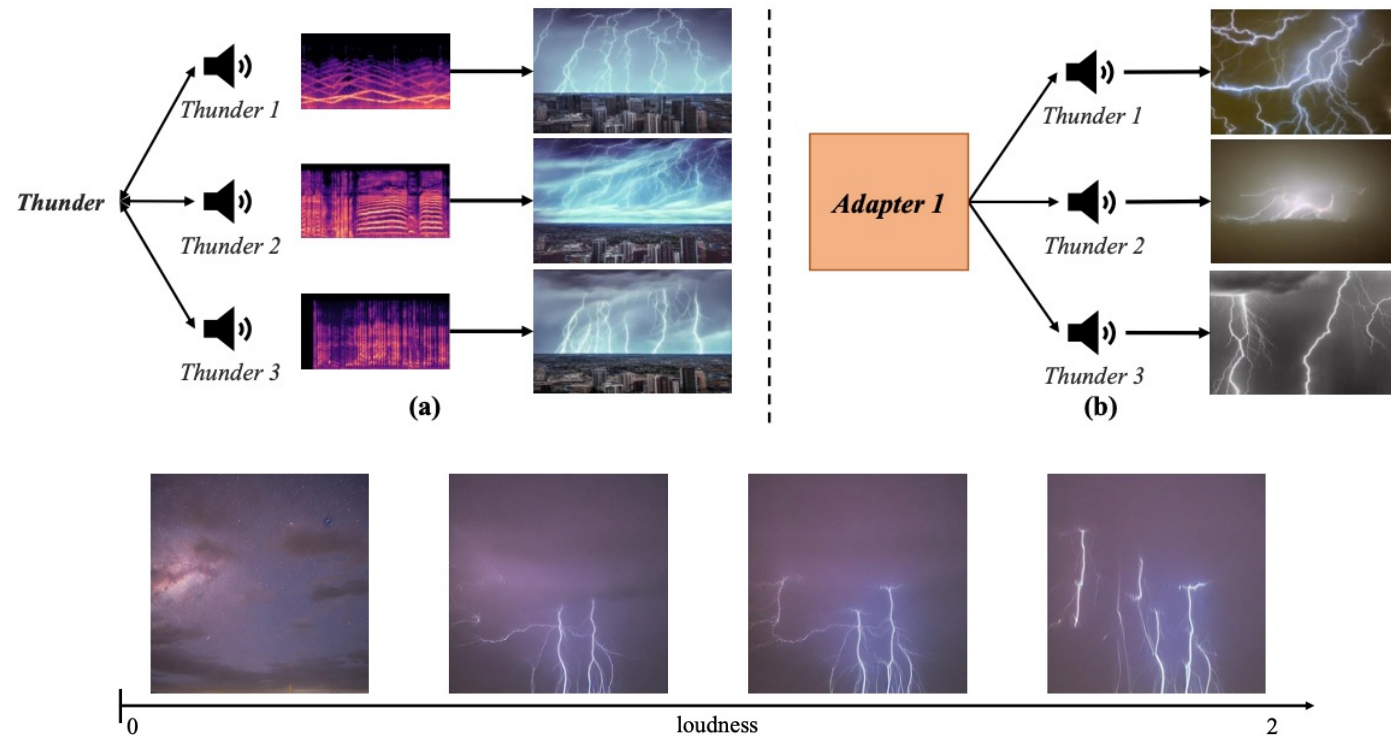 Thunder
Thunder 1
Thunder 2
Thunder 3
(a)
Adapter 1
Thunder 1
Thunder 2
Thunder 3
(b)
0
loudness
2